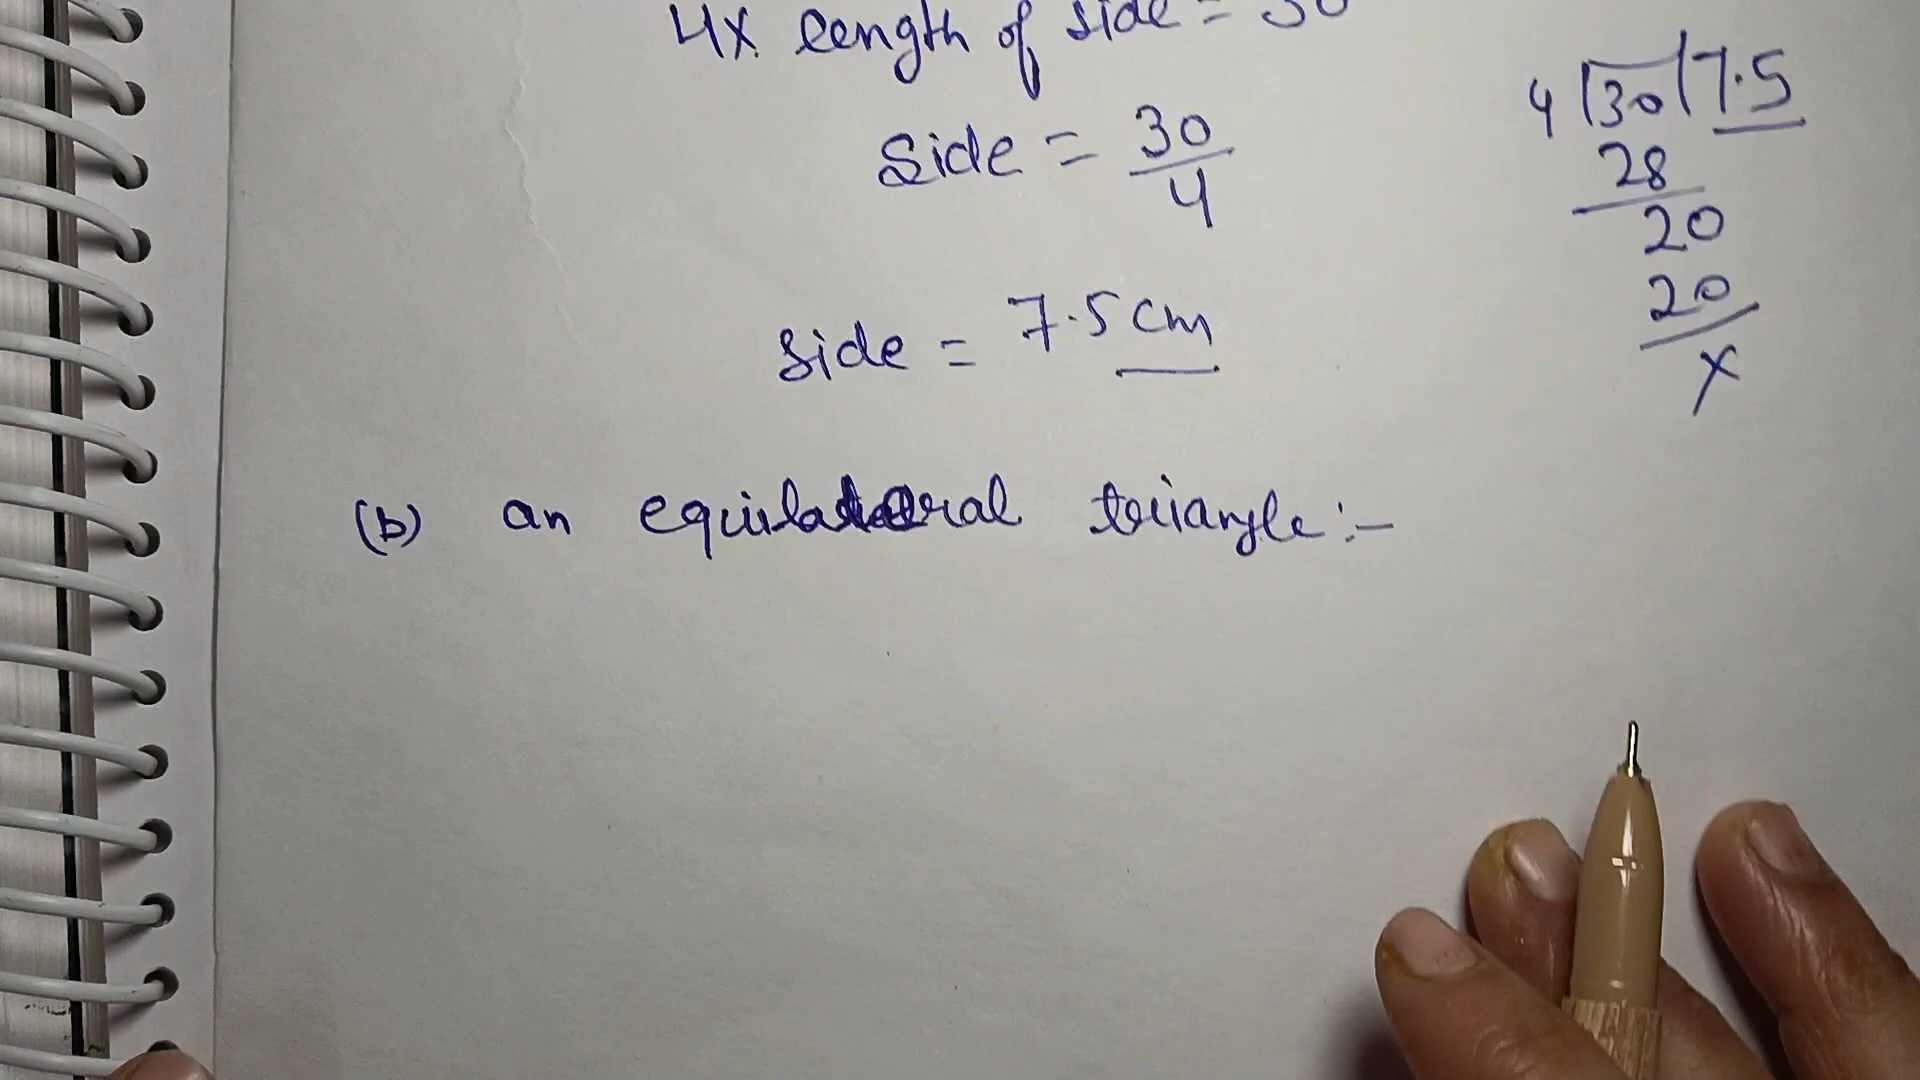 4x length of side = 30
Side = 30/4
side = 7.5 cm
4 30 7.5
28
20
20
x
(b) an equilateral triangle :-